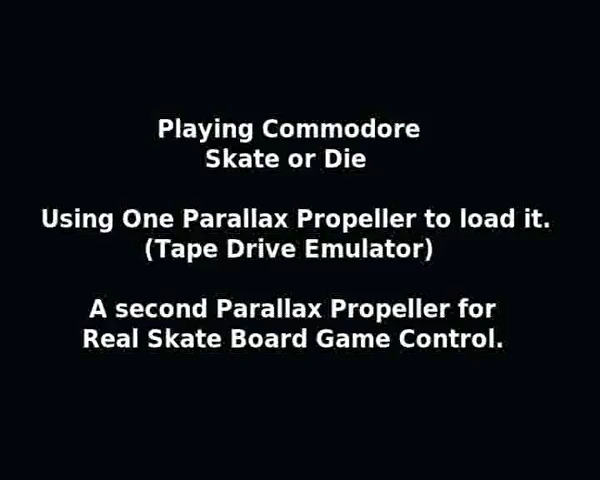 Playing Commodore
Skate or Die
Using One Parallax Propeller to load it.
(Tape Drive Emulator)
A second Parallax Propeller for
Real Skate Board Game Control.